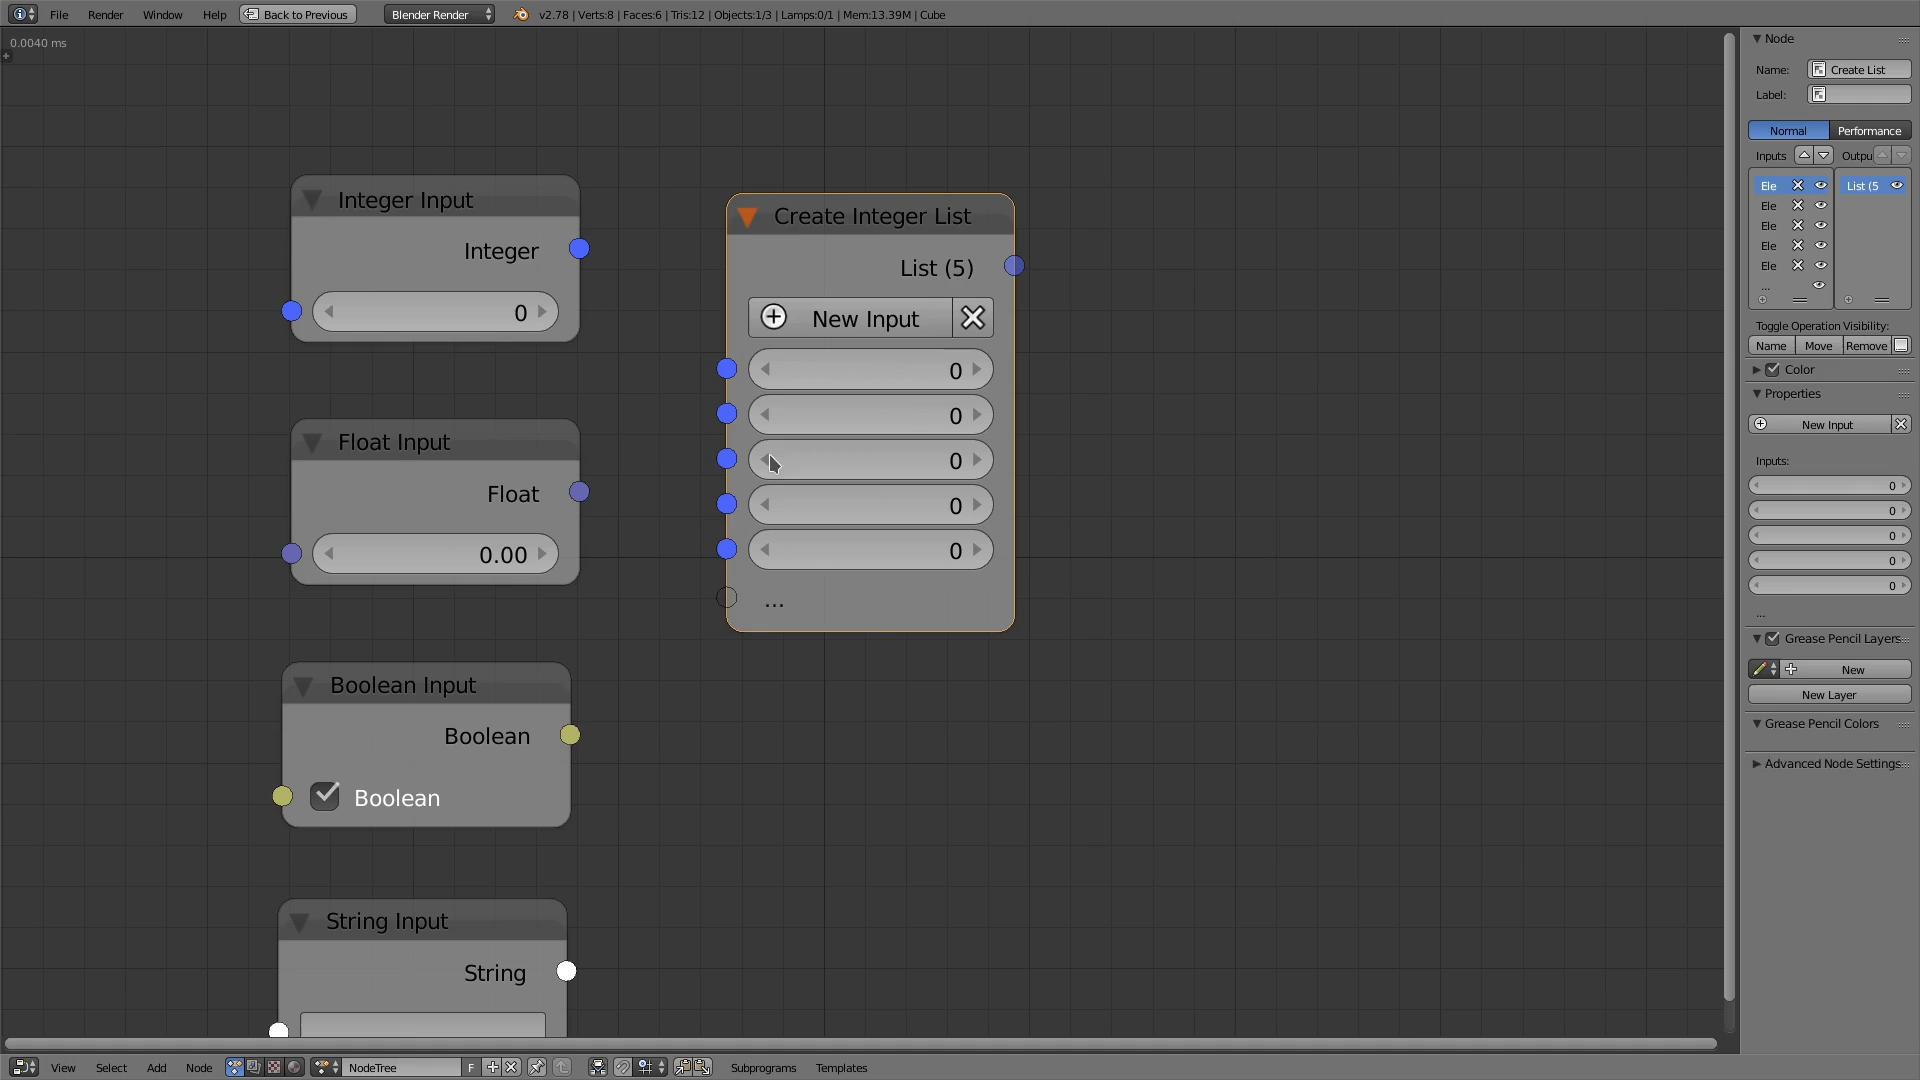 File Render Window Help Back to Previous Blender Render v2.78 | Verts:8 | Faces:6 | Tris:12 | Objects:1/3 | Lamps:0/1 | Mem:13.39M | Cube
0.0040 ms
Integer Input
Integer
0
Float Input
Float
0.00
Boolean Input
Boolean
Boolean
String Input
String
Create Integer List
List (5)
New Input
0
0
0
0
0
...
Node
Name: Create List
Label:
Normal Performance
Inputs Outpu
Ele List (5
Ele
Ele
Ele
Ele
...
Toggle Operation Visibility:
Name Move Remove
Color
Properties
New Input
Inputs:
0
0
0
0
0
...
Grease Pencil Layers
New
New Layer
Grease Pencil Colors
Advanced Node Settings
View Select Add Node NodeTree F Subprograms Templates